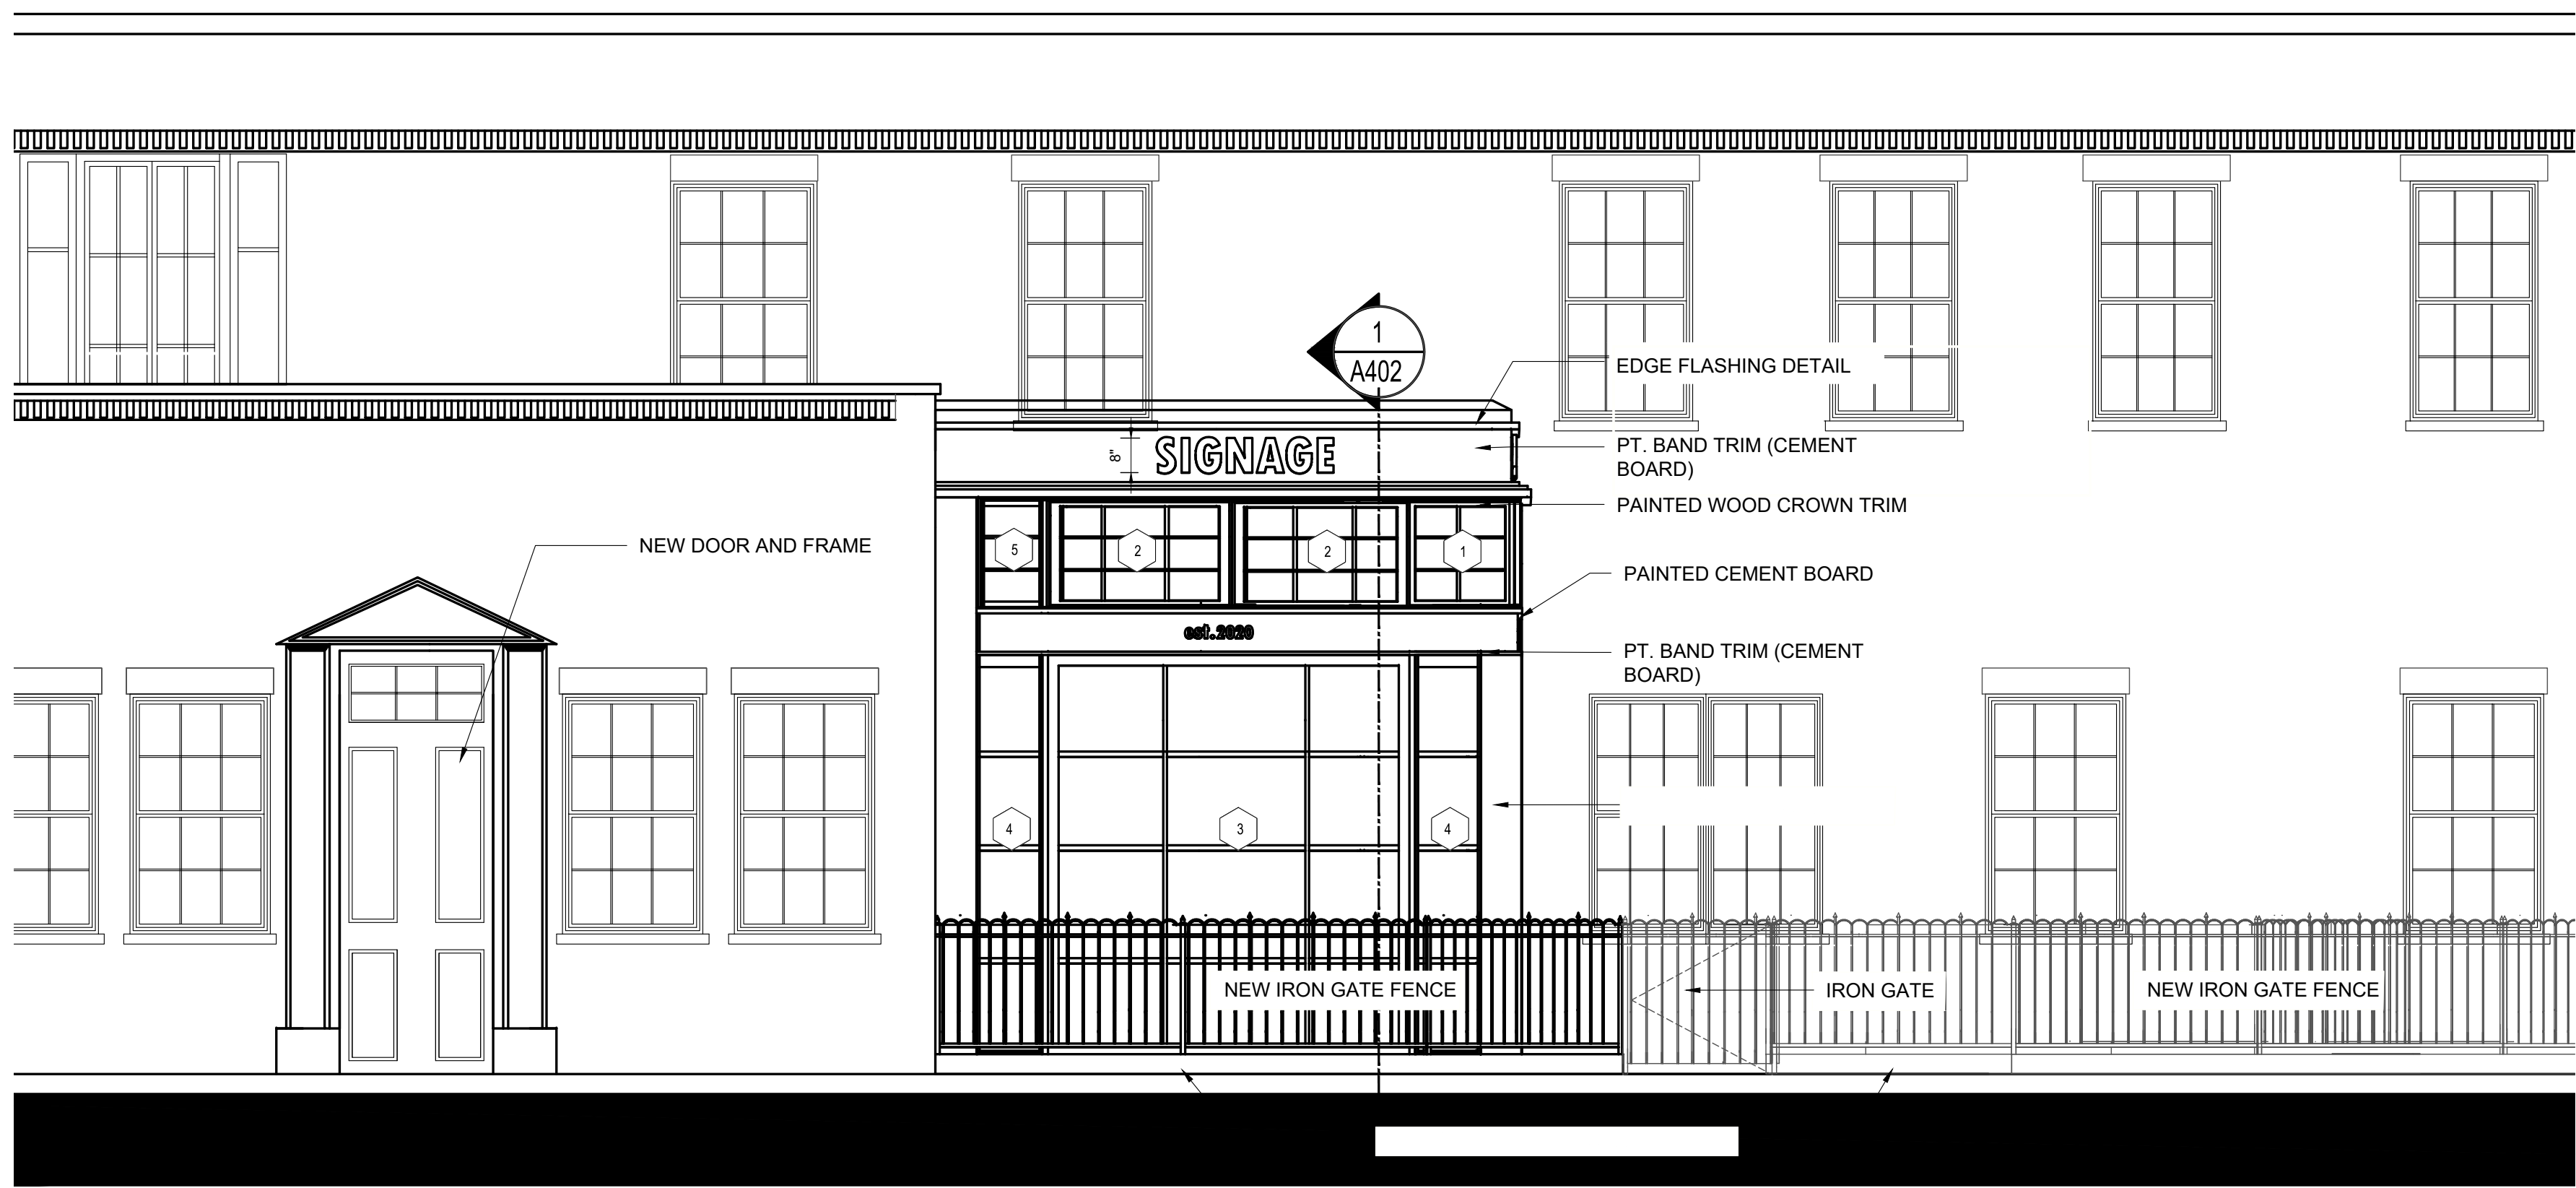 1
A402
EDGE FLASHING DETAIL
8"
SIGNAGE
PT. BAND TRIM (CEMENT
BOARD)
PAINTED WOOD CROWN TRIM
NEW DOOR AND FRAME
5
2
2
1
PAINTED CEMENT BOARD
est.2020
PT. BAND TRIM (CEMENT
BOARD)
4
3
4
NEW IRON GATE FENCE
IRON GATE
NEW IRON GATE FENCE